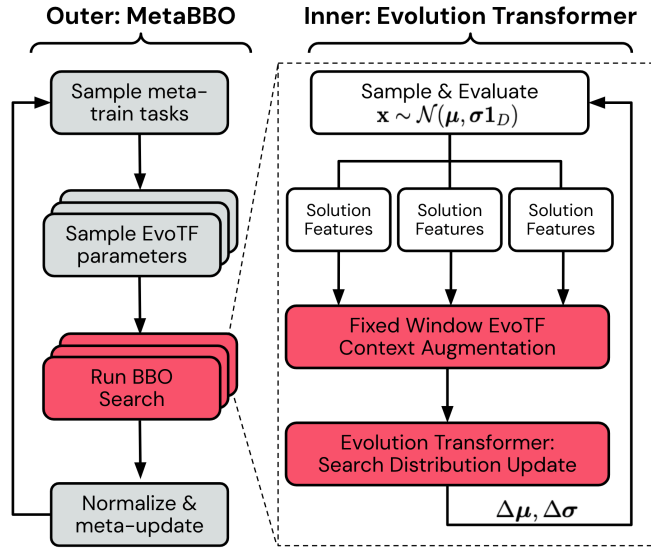 Outer: MetaBBO
Sample meta-
train tasks
Sample EvoTF
parameters
Run BBO
Search
Normalize &
meta-update
Inner: Evolution Transformer
Sample & Evaluate
x ∼ 𝒩(μ, σ1_D)
Solution
Features
Solution
Features
Solution
Features
Fixed Window EvoTF
Context Augmentation
Evolution Transformer:
Search Distribution Update
Δμ, Δσ